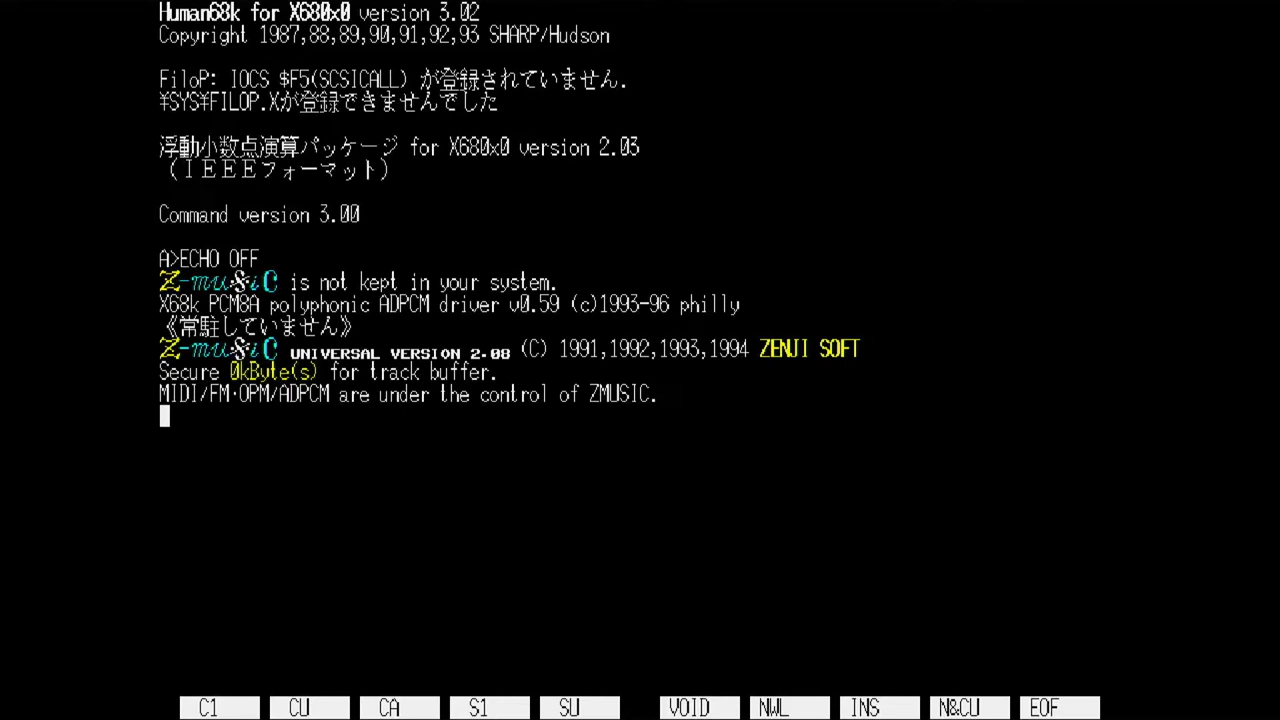 Human68k for X680x0 version 3.02
Copyright 1987,88,89,90,91,92,93 SHARP/Hudson
FiloP: IOCS $F5(SCSICALL) が登録されていません.
¥SYS¥FILOP.Xが登録できませんでした
浮動小数点演算パッケージ for X680x0 version 2.03
（ＩＥＥＥフォーマット）
Command version 3.00
A>ECHO OFF
Z-muSiC is not kept in your system.
X68k PCM8A polyphonic ADPCM driver v0.59 (c)1993-96 philly
《常駐していません》
Z-muSiC UNIVERSAL VERSION 2.08 (C) 1991,1992,1993,1994 ZENJI SOFT
Secure 0kByte(s) for track buffer.
MIDI/FM·OPM/ADPCM are under the control of ZMUSIC.
C1 CU CA S1 SU VOID NWL INS N&CU EOF